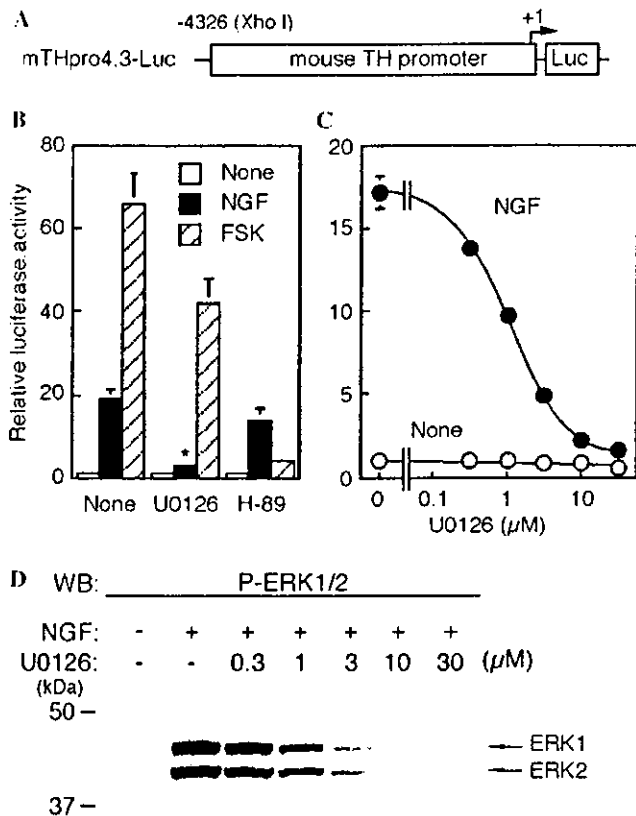 A
-4326 (Xho I)
+1
mTHpro4.3-Luc
mouse TH promoter
Luc
B
80
60
40
20
0
Relative luciferase activity
None
NGF
FSK
*
None U0126 H-89
C
20
15
10
5
0
NGF
None
0 0.1 1 10
U0126 (µM)
D WB: P-ERK1/2
NGF: - + + + + + +
U0126: - - 0.3 1 3 10 30 (µM)
(kDa)
50
ERK1
ERK2
37